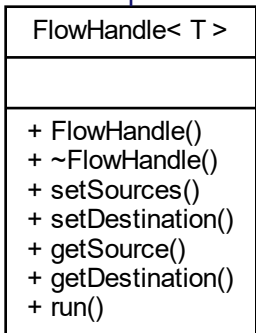 FlowHandle< T >
+ FlowHandle()
+ ~FlowHandle()
+ setSources()
+ setDestination()
+ getSource()
+ getDestination()
+ run()